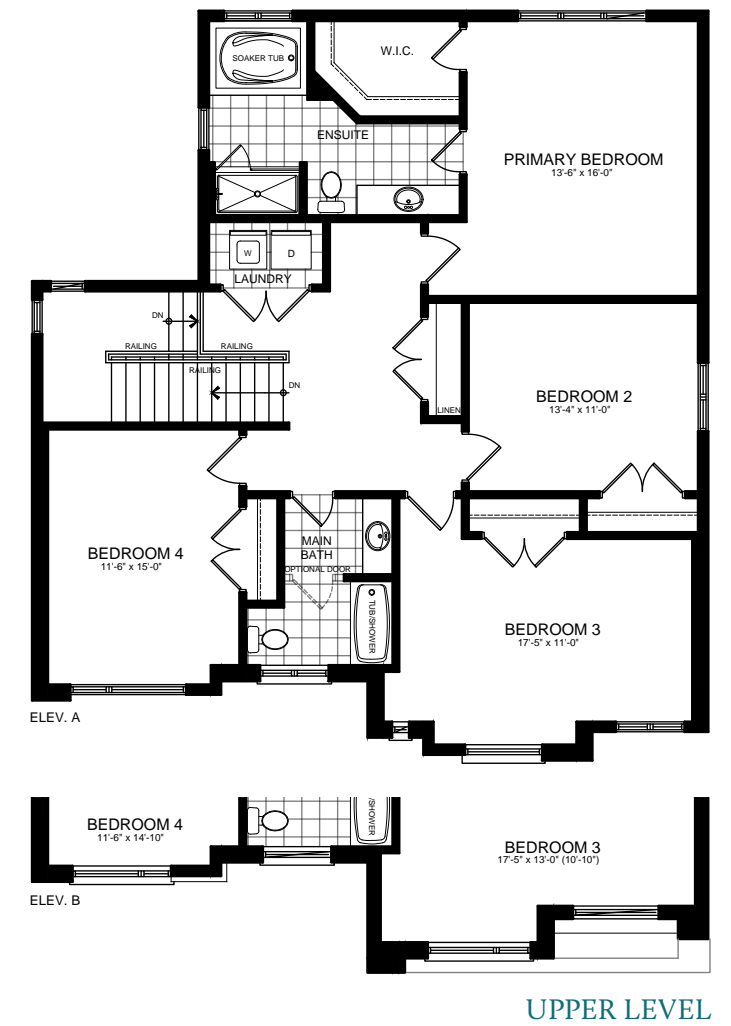 W.I.C.
SOAKER TUB
ENSUITE
PRIMARY BEDROOM
13'-6" x 16'-0"
W
D
LAUNDRY
DN
RAILING
RAILING
RAILING
DN
LINEN
BEDROOM 2
13'-4" x 11'-0"
BEDROOM 4
11'-6" x 15'-0"
MAIN
BATH
OPTIONAL DOOR
TUB/SHOWER
BEDROOM 3
17'-5" x 11'-0"
ELEV. A
BEDROOM 4
11'-6" x 14'-10"
/SHOWER
BEDROOM 3
17'-5" x 13'-0" (10'-10")
ELEV. B
UPPER LEVEL